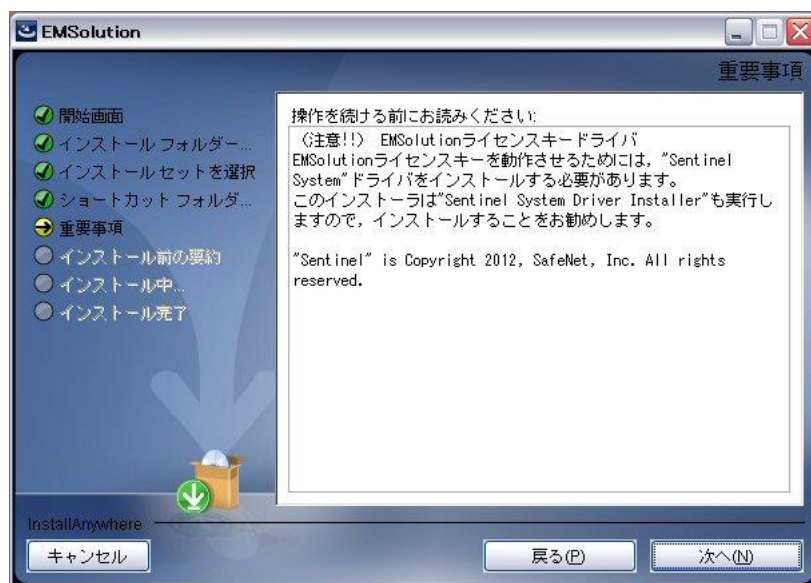 EMSolution
重要事項
開始画面
インストール フォルダー...
インストール セットを選択
ショートカット フォルダ...
重要事項
インストール前の要約
インストール中...
インストール完了
操作を続ける前にお読みください:
(注意!!) EMSolutionライセンスキードライバ
EMSolutionライセンスキーを動作させるためには, "Sentinel
System"ドライバをインストールする必要があります。
このインストーラは"Sentinel System Driver Installer"も実行し
ますので, インストールすることをお勧めします。
"Sentinel" is Copyright 2012, SafeNet, Inc. All rights
reserved.
InstallAnywhere
キャンセル
戻る(P)
次へ(N)